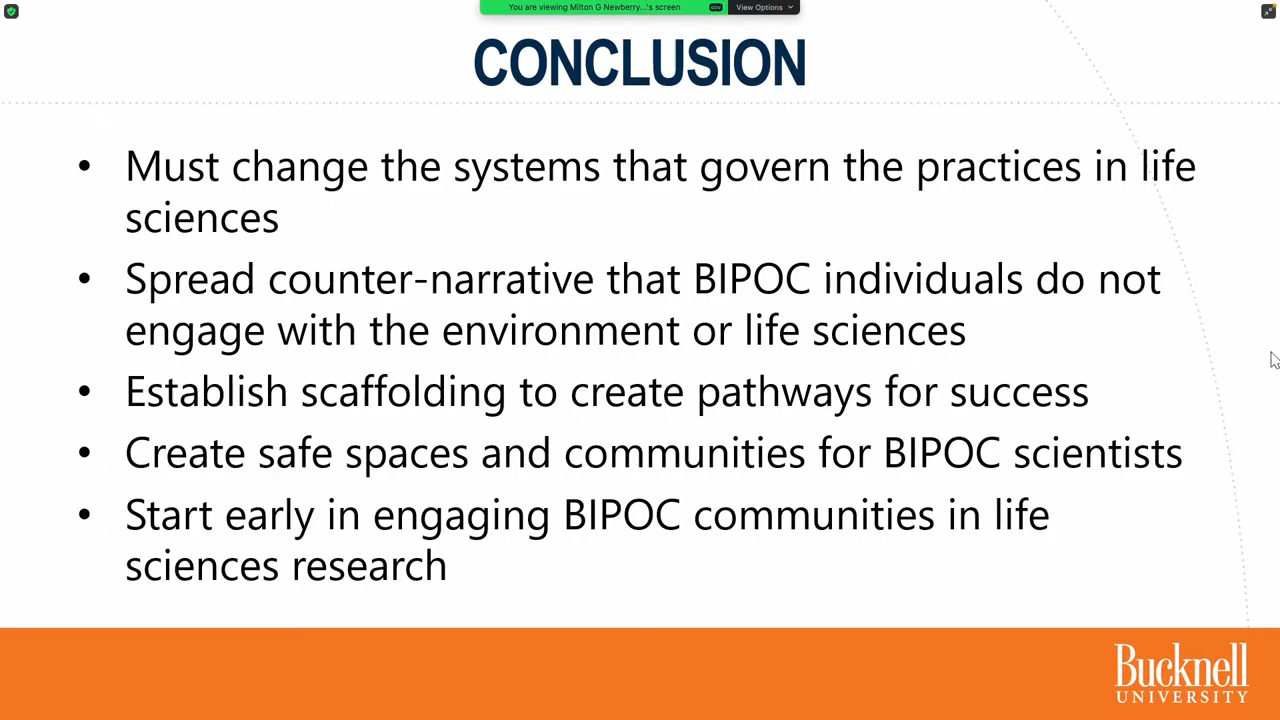 You are viewing Milton G Newberry...'s screen
View Options
CONCLUSION
• Must change the systems that govern the practices in life
sciences
• Spread counter-narrative that BIPOC individuals do not
engage with the environment or life sciences
• Establish scaffolding to create pathways for success
• Create safe spaces and communities for BIPOC scientists
• Start early in engaging BIPOC communities in life
sciences research
Bucknell
UNIVERSITY